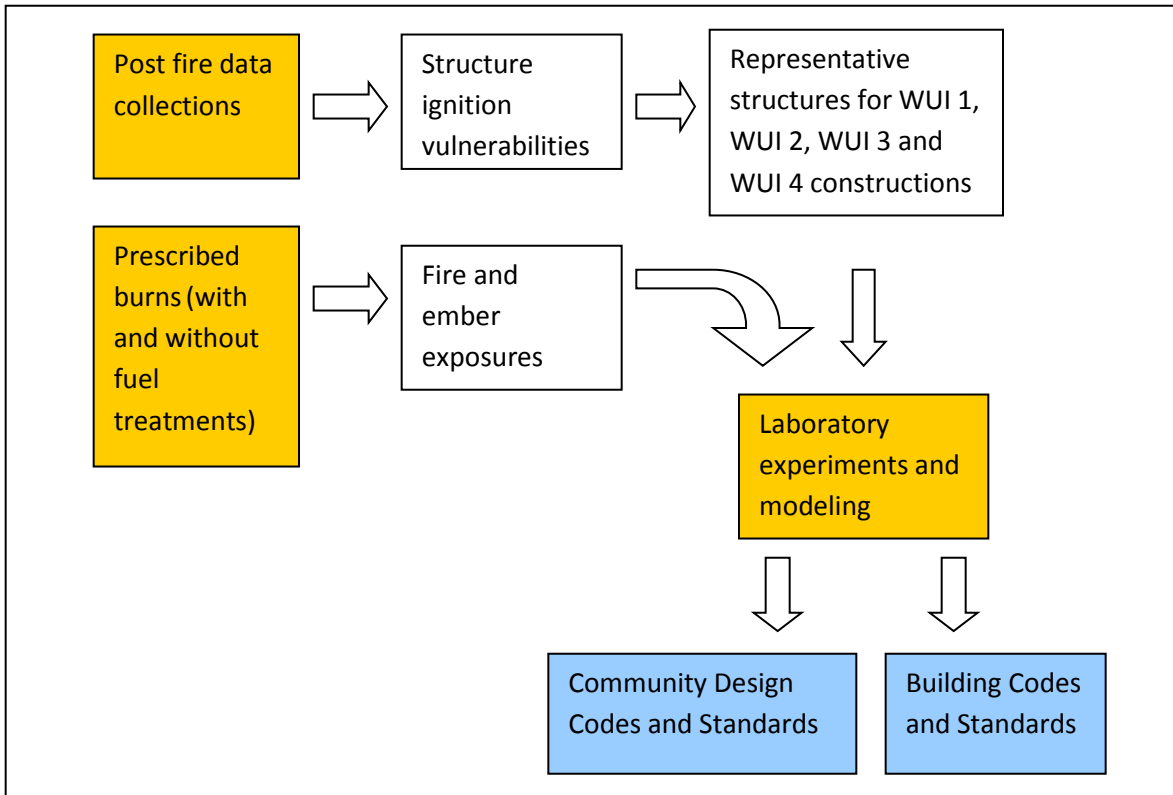 Post fire data
collections
Structure
ignition
vulnerabilities
Representative
structures for WUI 1,
WUI 2, WUI 3 and
WUI 4 constructions
Prescribed
burns (with
and without
fuel
treatments)
Fire and
ember
exposures
Laboratory
experiments and
modeling
Community Design
Codes and Standards
Building Codes
and Standards